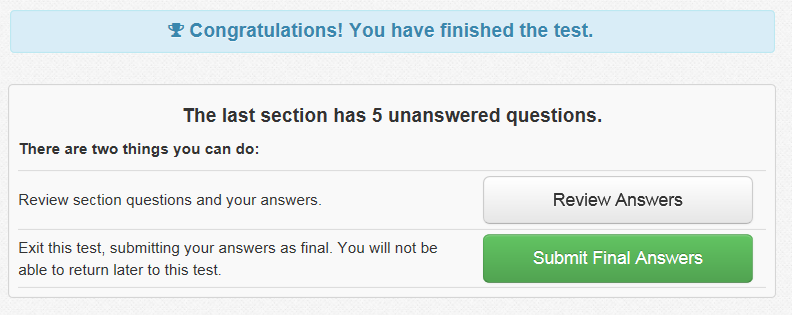 Congratulations! You have finished the test.
The last section has 5 unanswered questions.
There are two things you can do:
Review section questions and your answers.
Review Answers
Exit this test, submitting your answers as final. You will not be
able to return later to this test.
Submit Final Answers